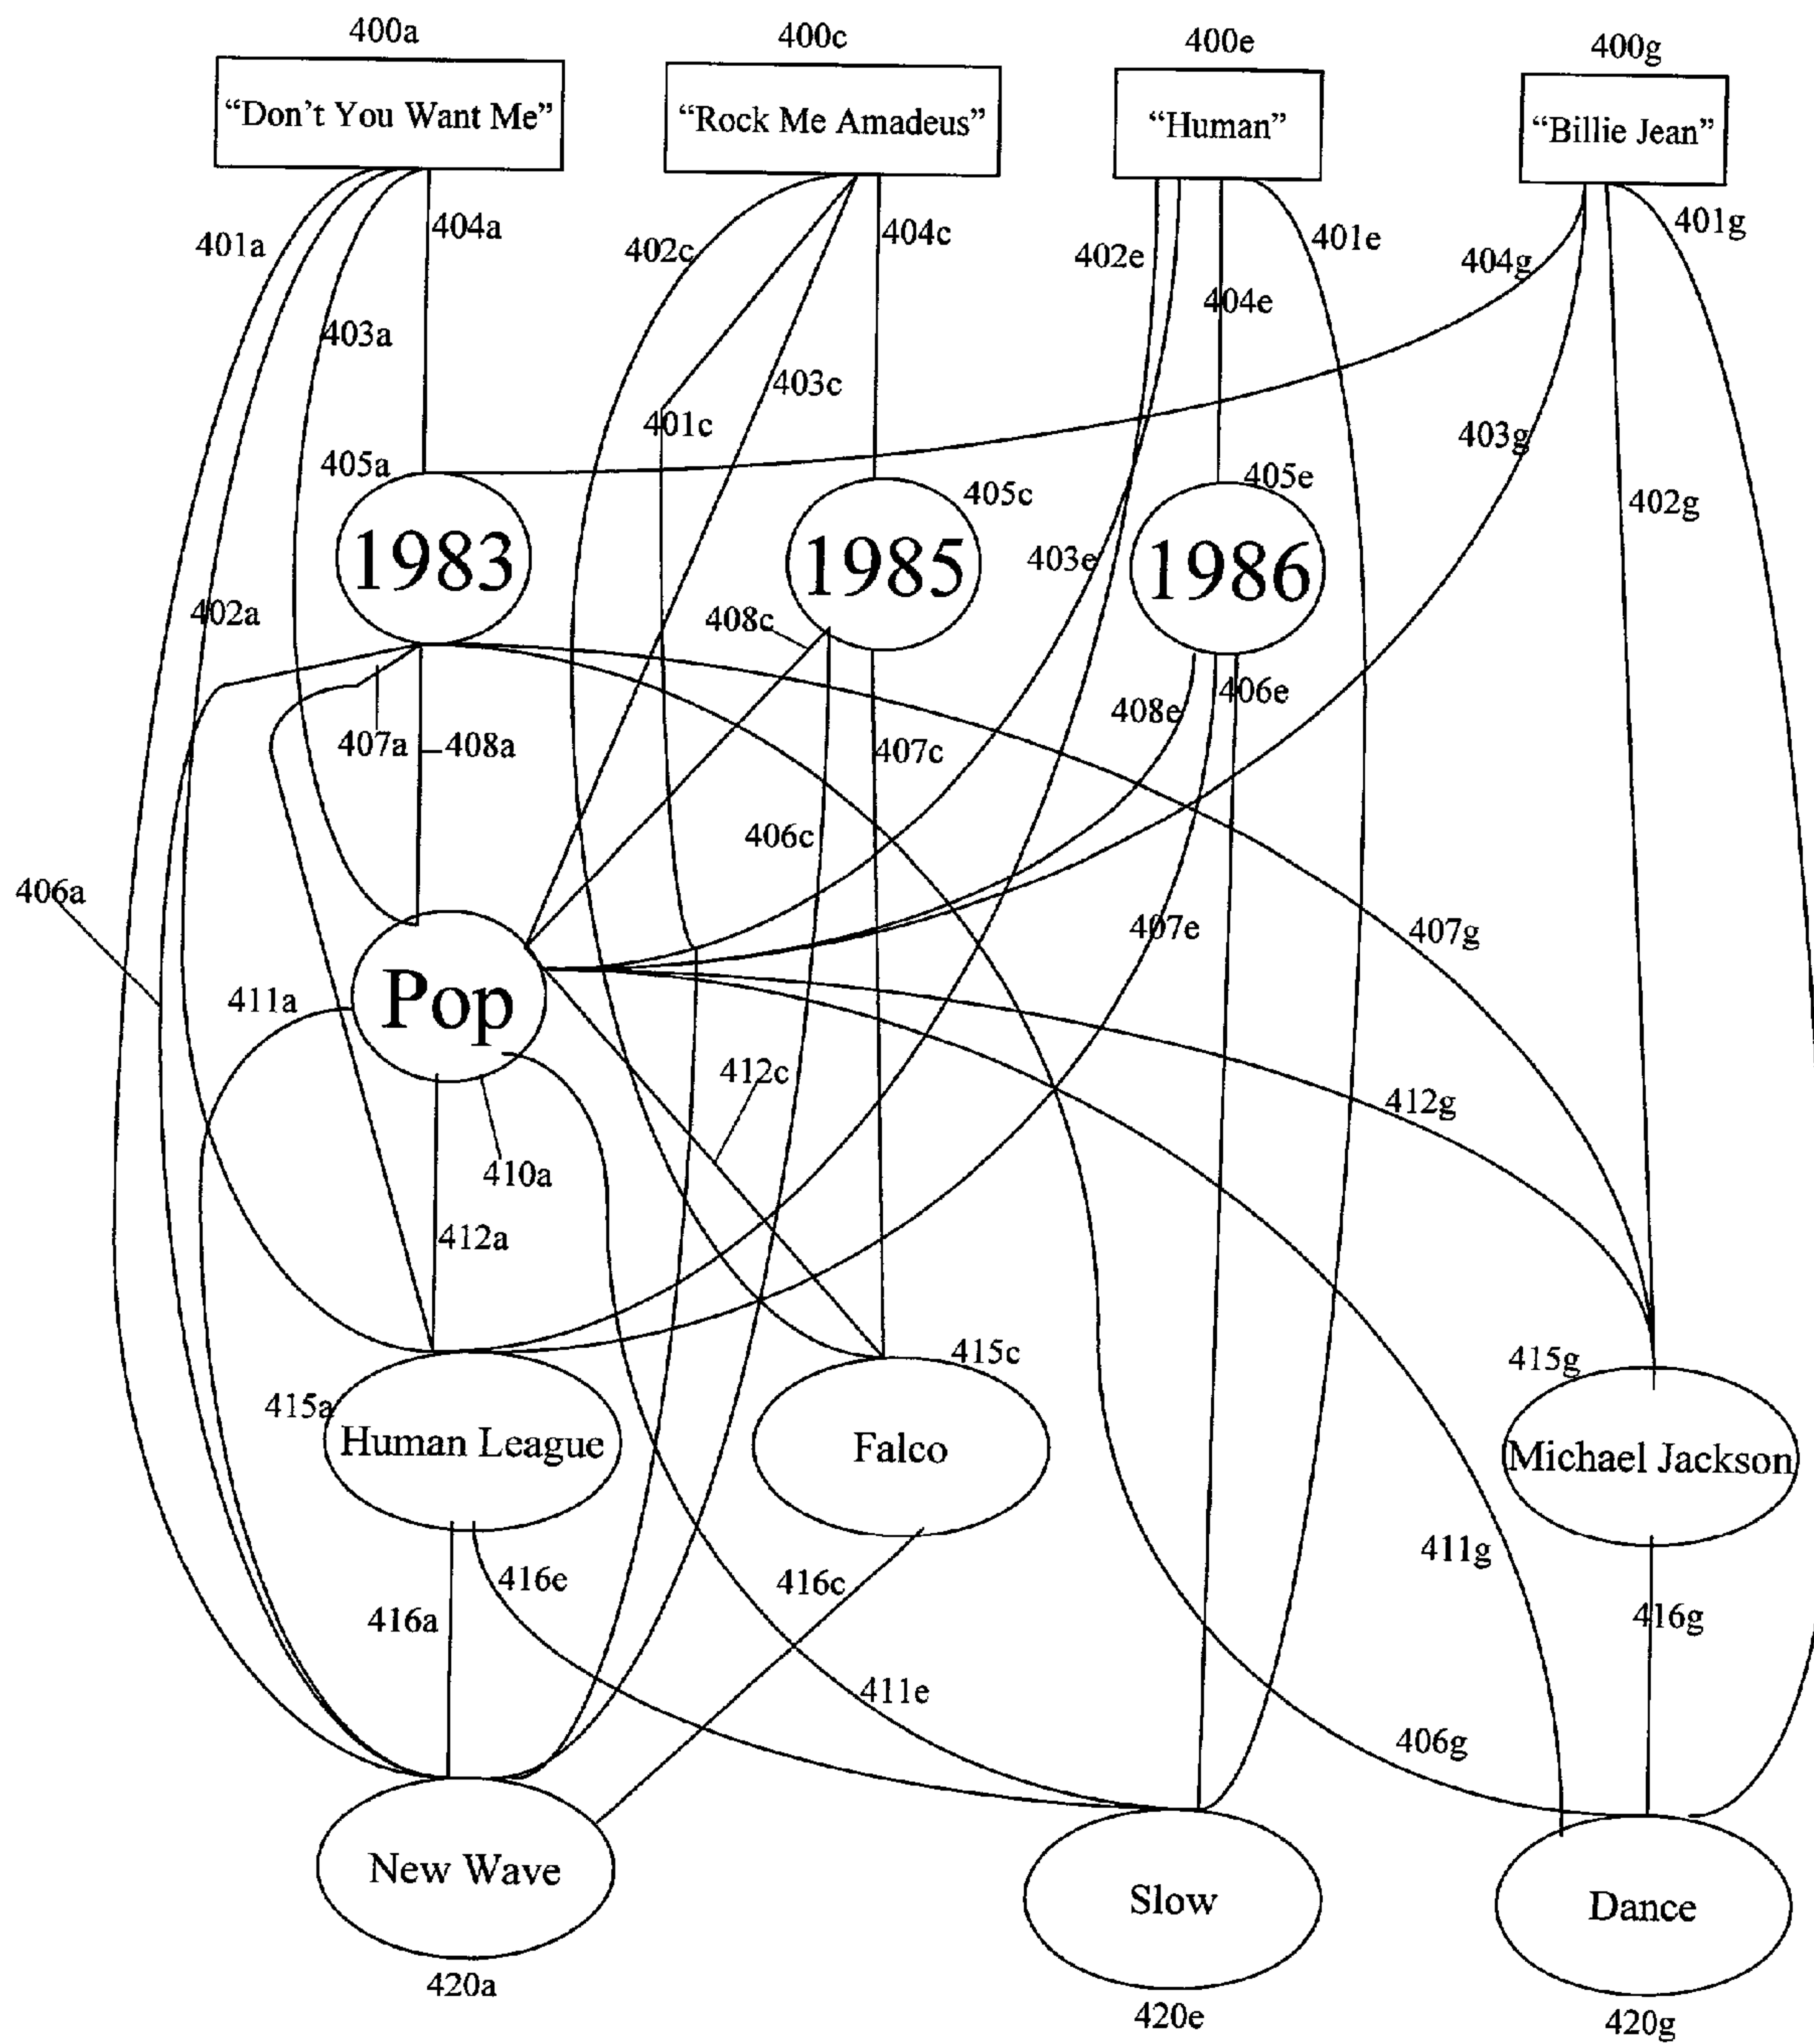 400a
400c
400e
400g
“Don’t You Want Me”
“Rock Me Amadeus”
“Human”
“Billie Jean”
401a
404a
402c
404c
402e
401e
404g
401g
404e
403a
403c
401c
403g
405a
405c
405e
402g
1983
1985
1986
403e
402a
408c
406e
408e
407a
408a
407c
406c
406a
407e
407g
Pop
411a
412c
412g
410a
412a
415a
415c
415g
Human League
Falco
Michael Jackson
416e
416c
411g
416a
416g
411e
406g
New Wave
Slow
Dance
420a
420e
420g